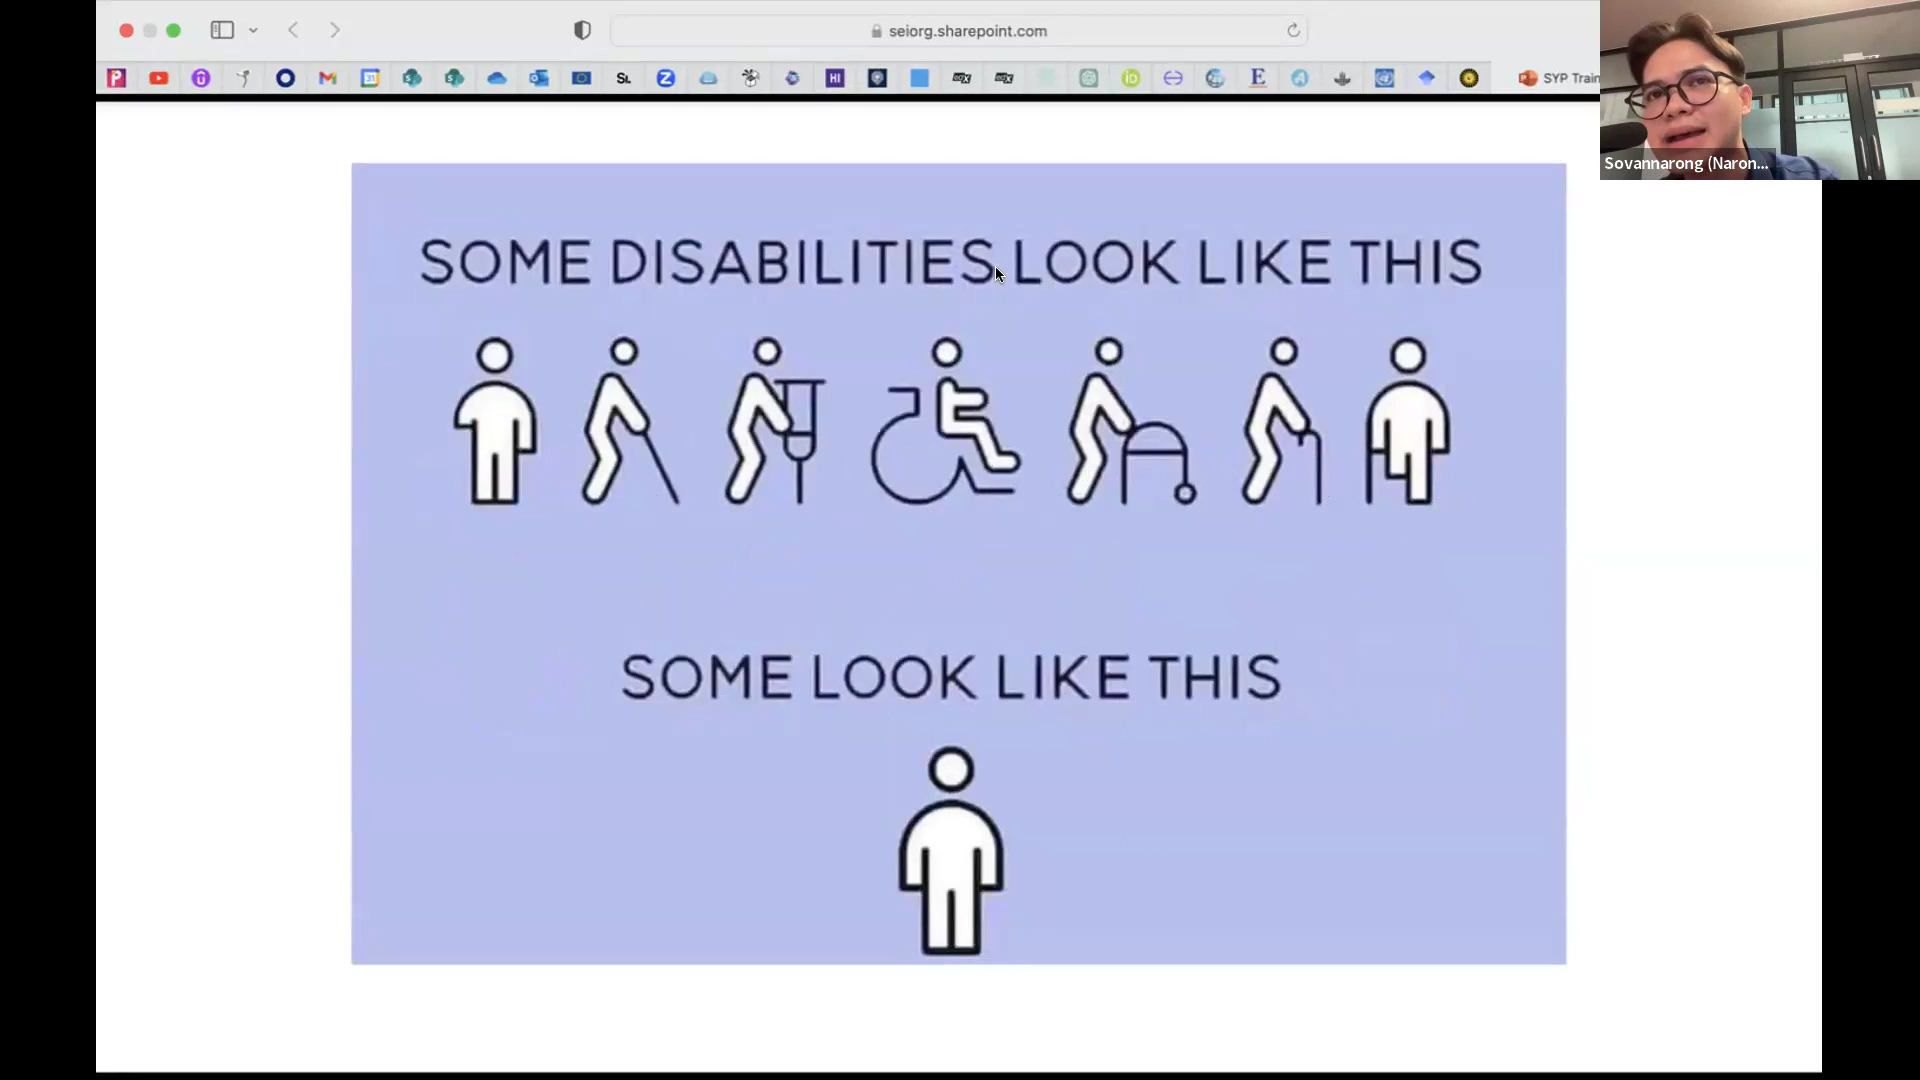 seiorg.sharepoint.com
SYP Train
Sovannarong (Naron...
SOME DISABILITIES LOOK LIKE THIS
SOME LOOK LIKE THIS